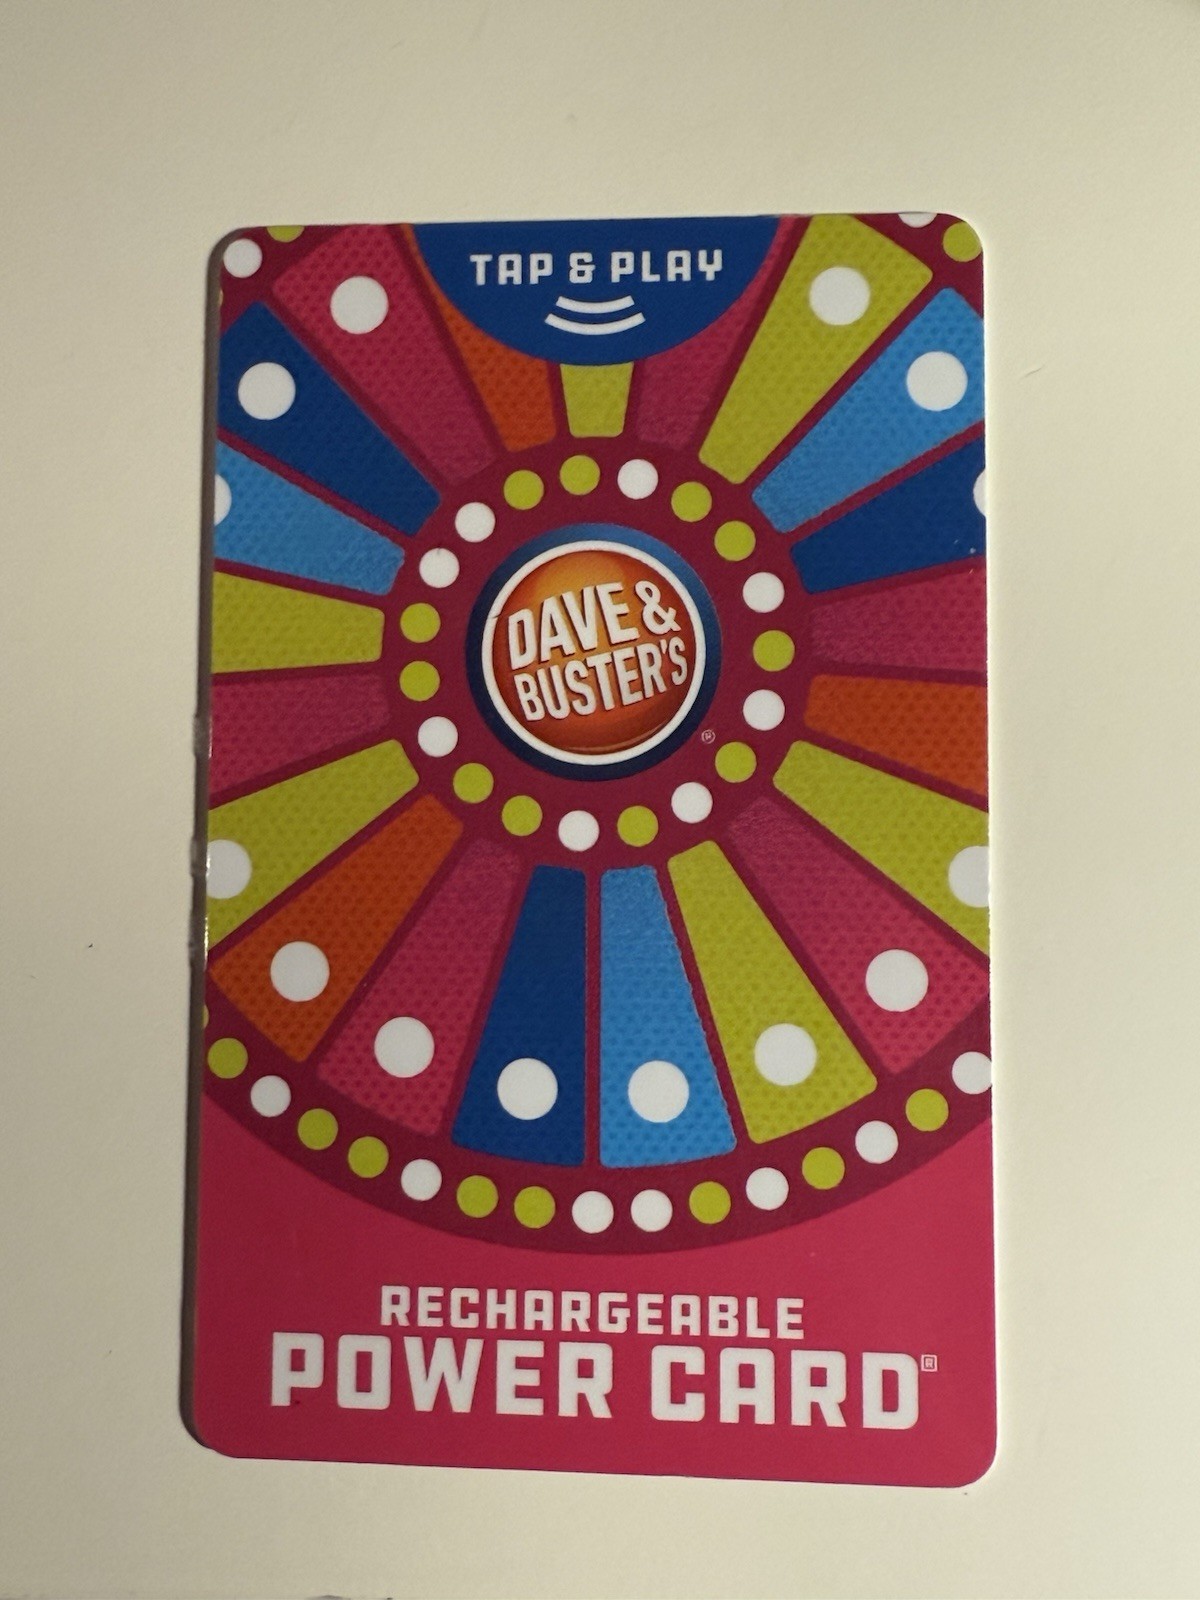 TAP & PLAY
DAVE &
BUSTER'S
®
RECHARGEABLE
POWER CARD®